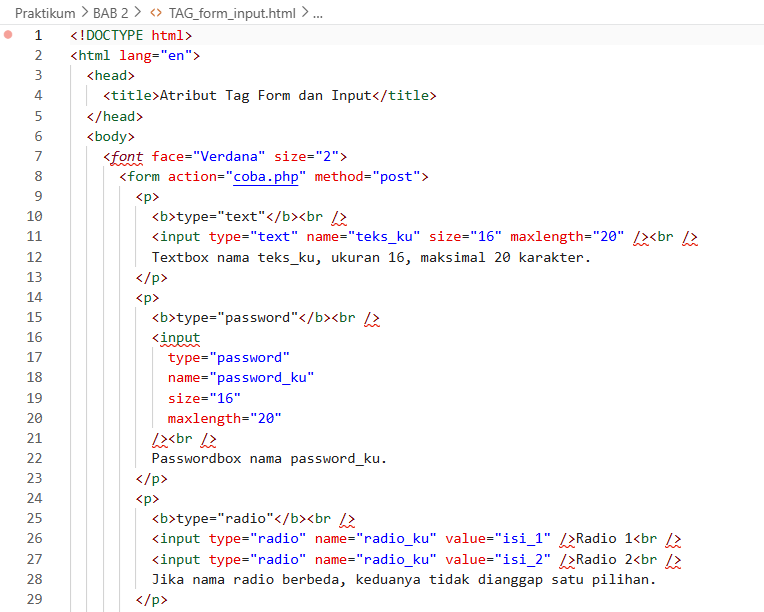 Praktikum > BAB 2 > <> TAG_form_input.html > ...
1 <!DOCTYPE html>
2 <html lang="en">
3 <head>
4 <title>Atribut Tag Form dan Input</title>
5 </head>
6 <body>
7 <font face="Verdana" size="2">
8 <form action="coba.php" method="post">
9 <p>
10 <b>type="text"</b><br />
11 <input type="text" name="teks_ku" size="16" maxlength="20" /><br />
12 Textbox nama teks_ku, ukuran 16, maksimal 20 karakter.
13 </p>
14 <p>
15 <b>type="password"</b><br />
16 <input
17 type="password"
18 name="password_ku"
19 size="16"
20 maxlength="20"
21 /><br />
22 Passwordbox nama password_ku.
23 </p>
24 <p>
25 <b>type="radio"</b><br />
26 <input type="radio" name="radio_ku" value="isi_1" />Radio 1<br />
27 <input type="radio" name="radio_ku" value="isi_2" />Radio 2<br />
28 Jika nama radio berbeda, keduanya tidak dianggap satu pilihan.
29 </p>